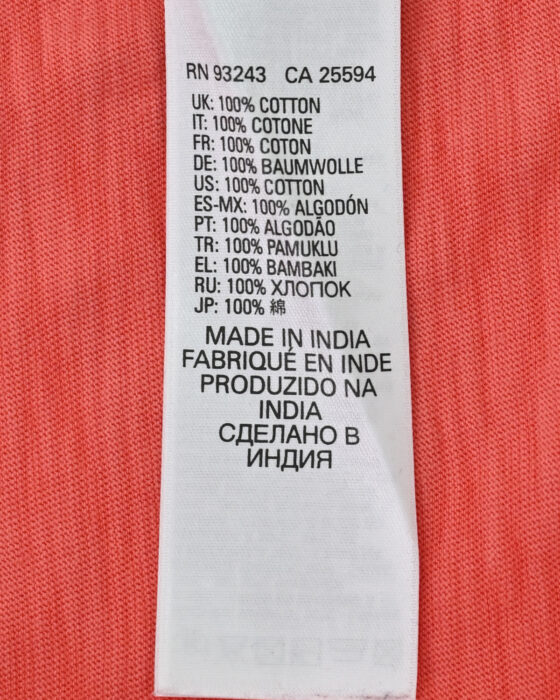 RN 93243 CA 25594
UK: 100% COTTON
IT: 100% COTONE
FR: 100% COTON
DE: 100% BAUMWOLLE
US: 100% COTTON
ES-MX: 100% ALGODÓN
PT: 100% ALGODÃO
TR: 100% PAMUKLU
EL: 100% BAMBAKI
RU: 100% ХЛОПОК
JP: 100% 綿
MADE IN INDIA
FABRIQUÉ EN INDE
PRODUZIDO NA
INDIA
СДЕЛАНО В
ИНДИЯ